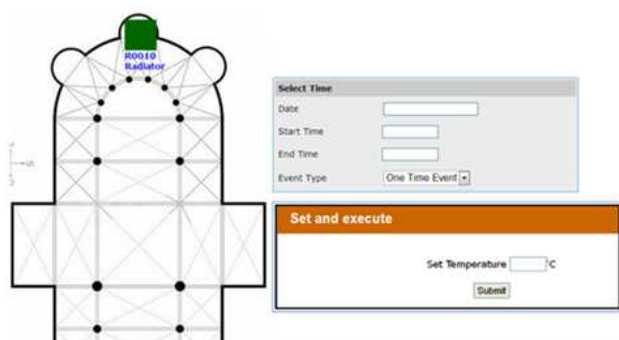 R0010
Radiator
Select Time
Date
Start Time
End Time
Event Type One Time Event
Set and execute
Set Temperature °C
Submit